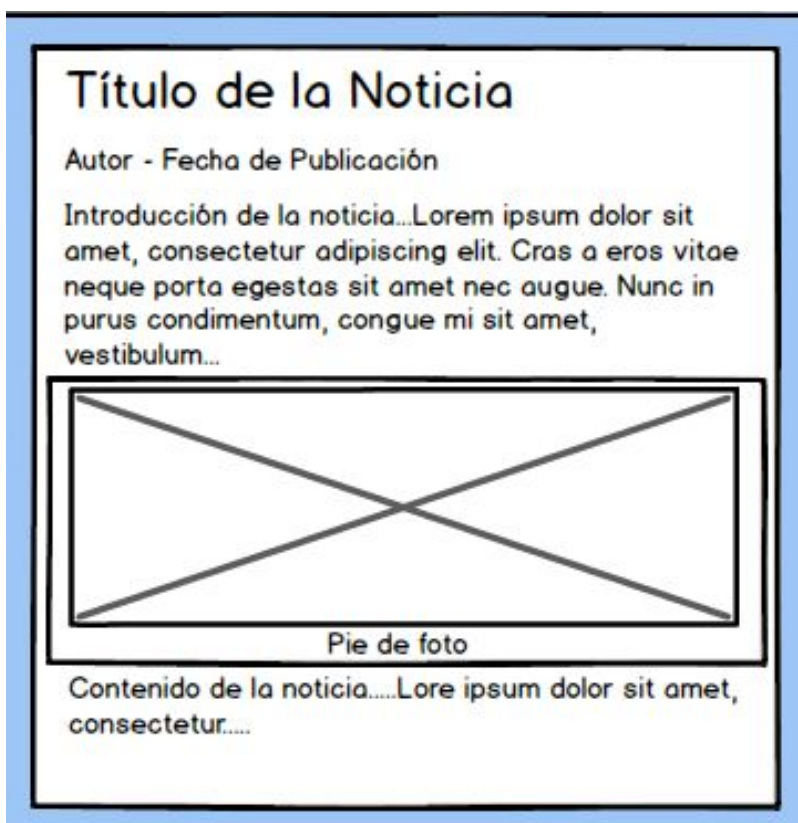 Título de la Noticia
Autor - Fecha de Publicación
Introducción de la noticia...Lorem ipsum dolor sit
amet, consectetur adipiscing elit. Cras a eros vitae
neque porta egestas sit amet nec augue. Nunc in
purus condimentum, congue mi sit amet,
vestibulum...
Pie de foto
Contenido de la noticia.....Lore ipsum dolor sit amet,
consectetur.....